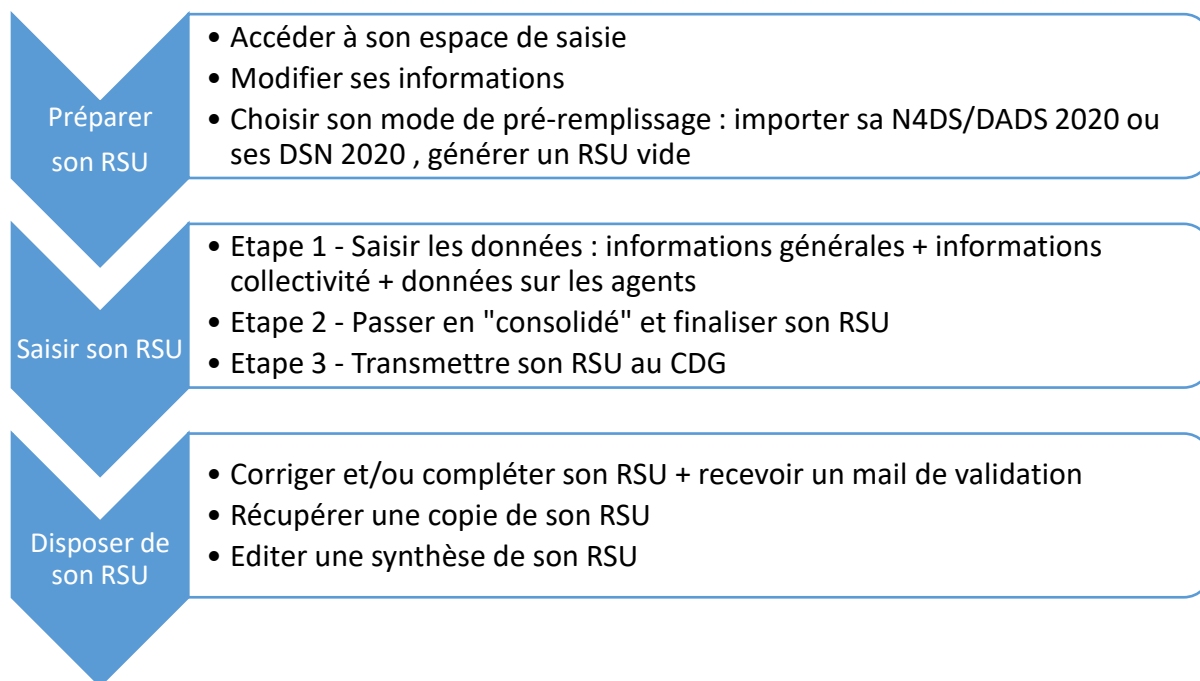 Préparer
son RSU
• Accéder à son espace de saisie
• Modifier ses informations
• Choisir son mode de pré-remplissage : importer sa N4DS/DADS 2020 ou
ses DSN 2020 , générer un RSU vide
Saisir son RSU
• Etape 1 - Saisir les données : informations générales + informations
collectivité + données sur les agents
• Etape 2 - Passer en "consolidé" et finaliser son RSU
• Etape 3 - Transmettre son RSU au CDG
Disposer de
son RSU
• Corriger et/ou compléter son RSU + recevoir un mail de validation
• Récupérer une copie de son RSU
• Editer une synthèse de son RSU